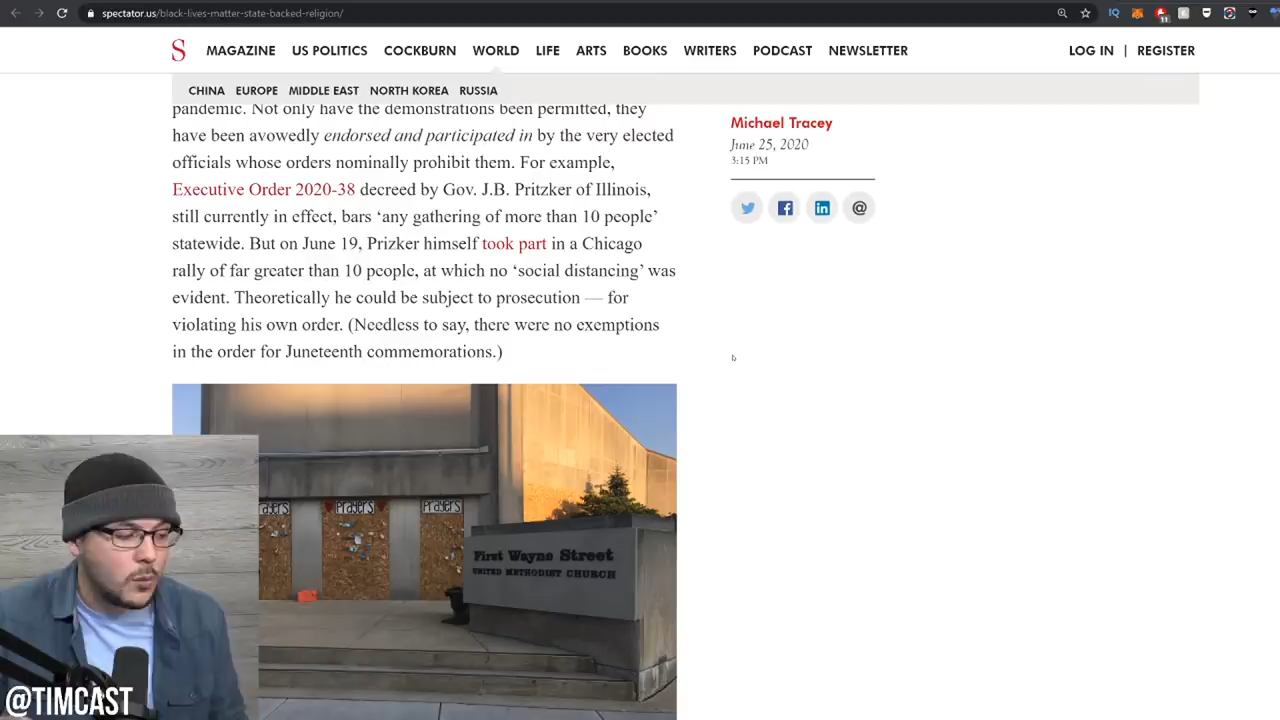 spectator.us/black-lives-matter-state-backed-religion/
IQ
11
S MAGAZINE US POLITICS COCKBURN WORLD LIFE ARTS BOOKS WRITERS PODCAST NEWSLETTER LOG IN | REGISTER
CHINA EUROPE MIDDLE EAST NORTH KOREA RUSSIA
pandemic. Not only have the demonstrations been permitted, they
have been avowedly endorsed and participated in by the very elected
officials whose orders nominally prohibit them. For example,
Executive Order 2020-38 decreed by Gov. J.B. Pritzker of Illinois,
still currently in effect, bars ‘any gathering of more than 10 people’
statewide. But on June 19, Prizker himself took part in a Chicago
rally of far greater than 10 people, at which no ‘social distancing’ was
evident. Theoretically he could be subject to prosecution — for
violating his own order. (Needless to say, there were no exemptions
in the order for Juneteenth commemorations.)
Michael Tracey
June 25, 2020
3:15 PM
@
Prayers
Prayers
First Wayne Street
UNITED METHODIST CHURCH
@TIMCAST